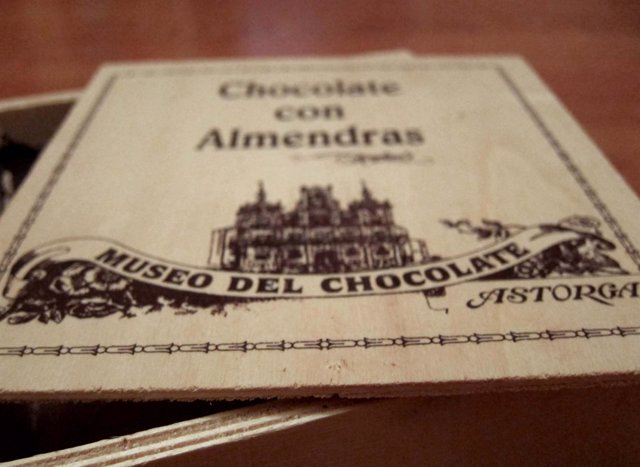 Chocolate
con
Almendras
MUSEO DEL CHOCOLATE
ASTORGA